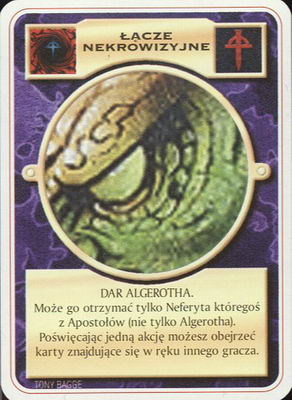 ŁĄCZE
NEKROWIZYJNE
DAR ALGEROTHA.
Może go otrzymać tylko Neferyta któregoś
z Apostołów (nie tylko Algerotha).
Poświęcając jedną akcję możesz obejrzeć
karty znajdujące się w ręku innego gracza.
TONY BAGGE